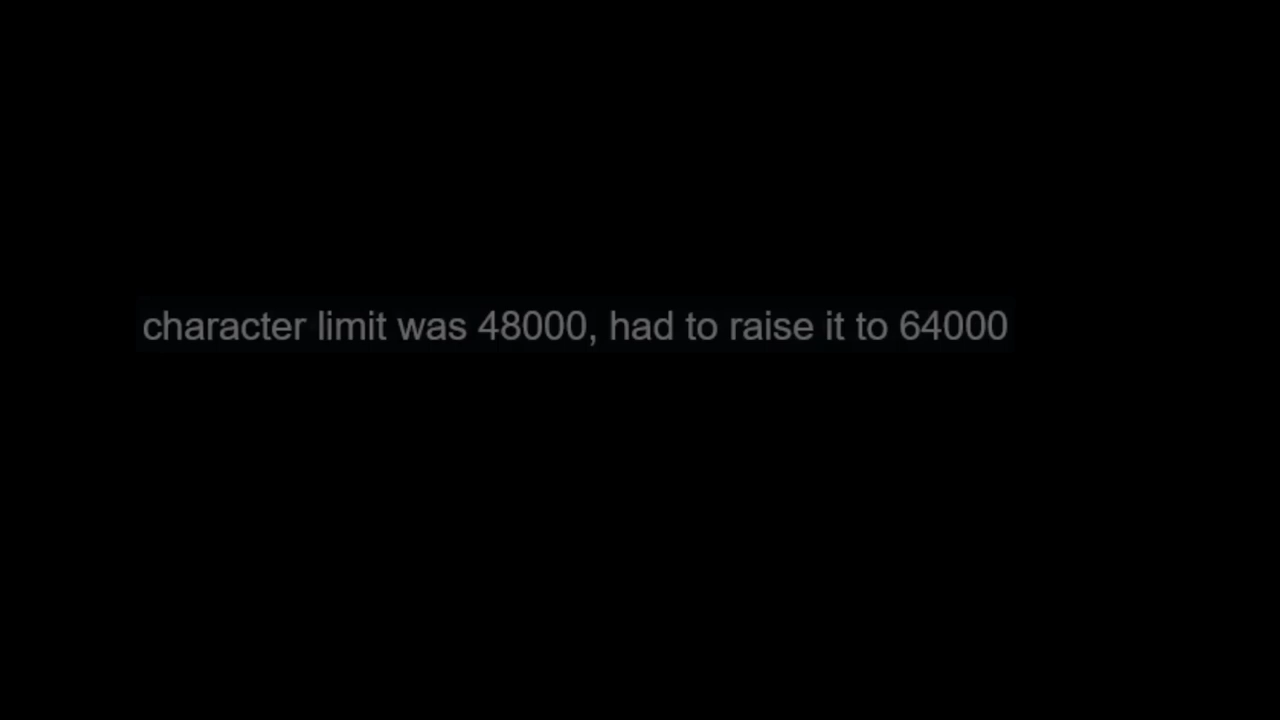 character limit was 48000, had to raise it to 64000